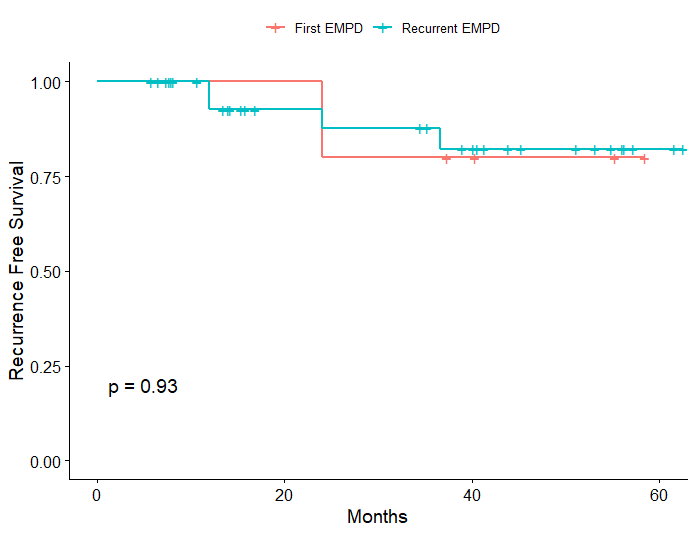 First EMPD Recurrent EMPD
Recurrence Free Survival
1.00
0.75
0.50
0.25
0.00
p = 0.93
0 20 40 60
Months